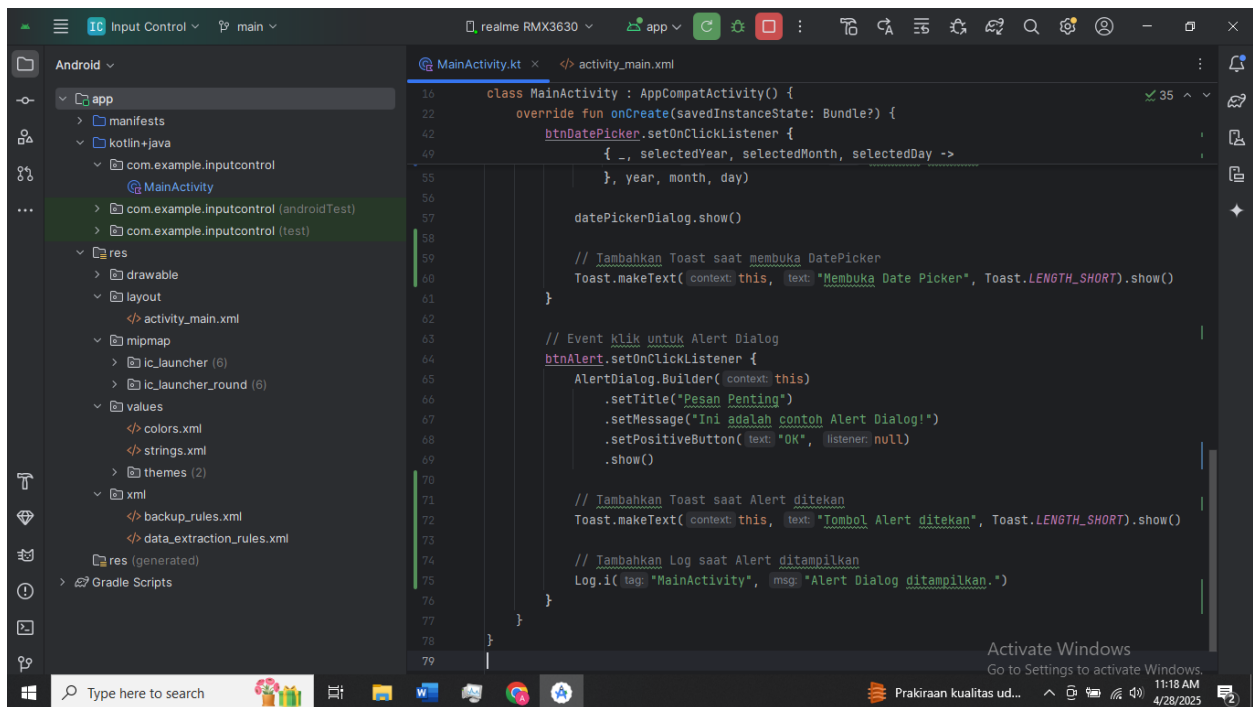 IC Input Control main realme RMX3630 app
Android
MainActivity.kt
activity_main.xml
app
manifests
kotlin+java
com.example.inputcontrol
MainActivity
com.example.inputcontrol (androidTest)
com.example.inputcontrol (test)
res
drawable
layout
activity_main.xml
mipmap
ic_launcher (6)
ic_launcher_round (6)
values
colors.xml
strings.xml
themes (2)
xml
backup_rules.xml
data_extraction_rules.xml
res (generated)
Gradle Scripts
35
16 class MainActivity : AppCompatActivity() {
22 override fun onCreate(savedInstanceState: Bundle?) {
42 btnDatePicker.setOnClickListener {
49 { _, selectedYear, selectedMonth, selectedDay ->
55 }, year, month, day)
56
57 datePickerDialog.show()
58
59 // Tambahkan Toast saat membuka DatePicker
60 Toast.makeText( context: this, text: "Membuka Date Picker", Toast.LENGTH_SHORT).show()
61 }
62
63 // Event klik untuk Alert Dialog
64 btnAlert.setOnClickListener {
65 AlertDialog.Builder( context: this)
66 .setTitle("Pesan Penting")
67 .setMessage("Ini adalah contoh Alert Dialog!")
68 .setPositiveButton( text: "OK", listener: null)
69 .show()
70
71 // Tambahkan Toast saat Alert ditekan
72 Toast.makeText( context: this, text: "Tombol Alert ditekan", Toast.LENGTH_SHORT).show()
73
74 // Tambahkan Log saat Alert ditampilkan
75 Log.i( tag: "MainActivity", msg: "Alert Dialog ditampilkan.")
76 }
77 }
78 }
79
Activate Windows
Go to Settings to activate Windows.
Type here to search
Prakiraan kualitas ud...
11:18 AM
4/28/2025
2